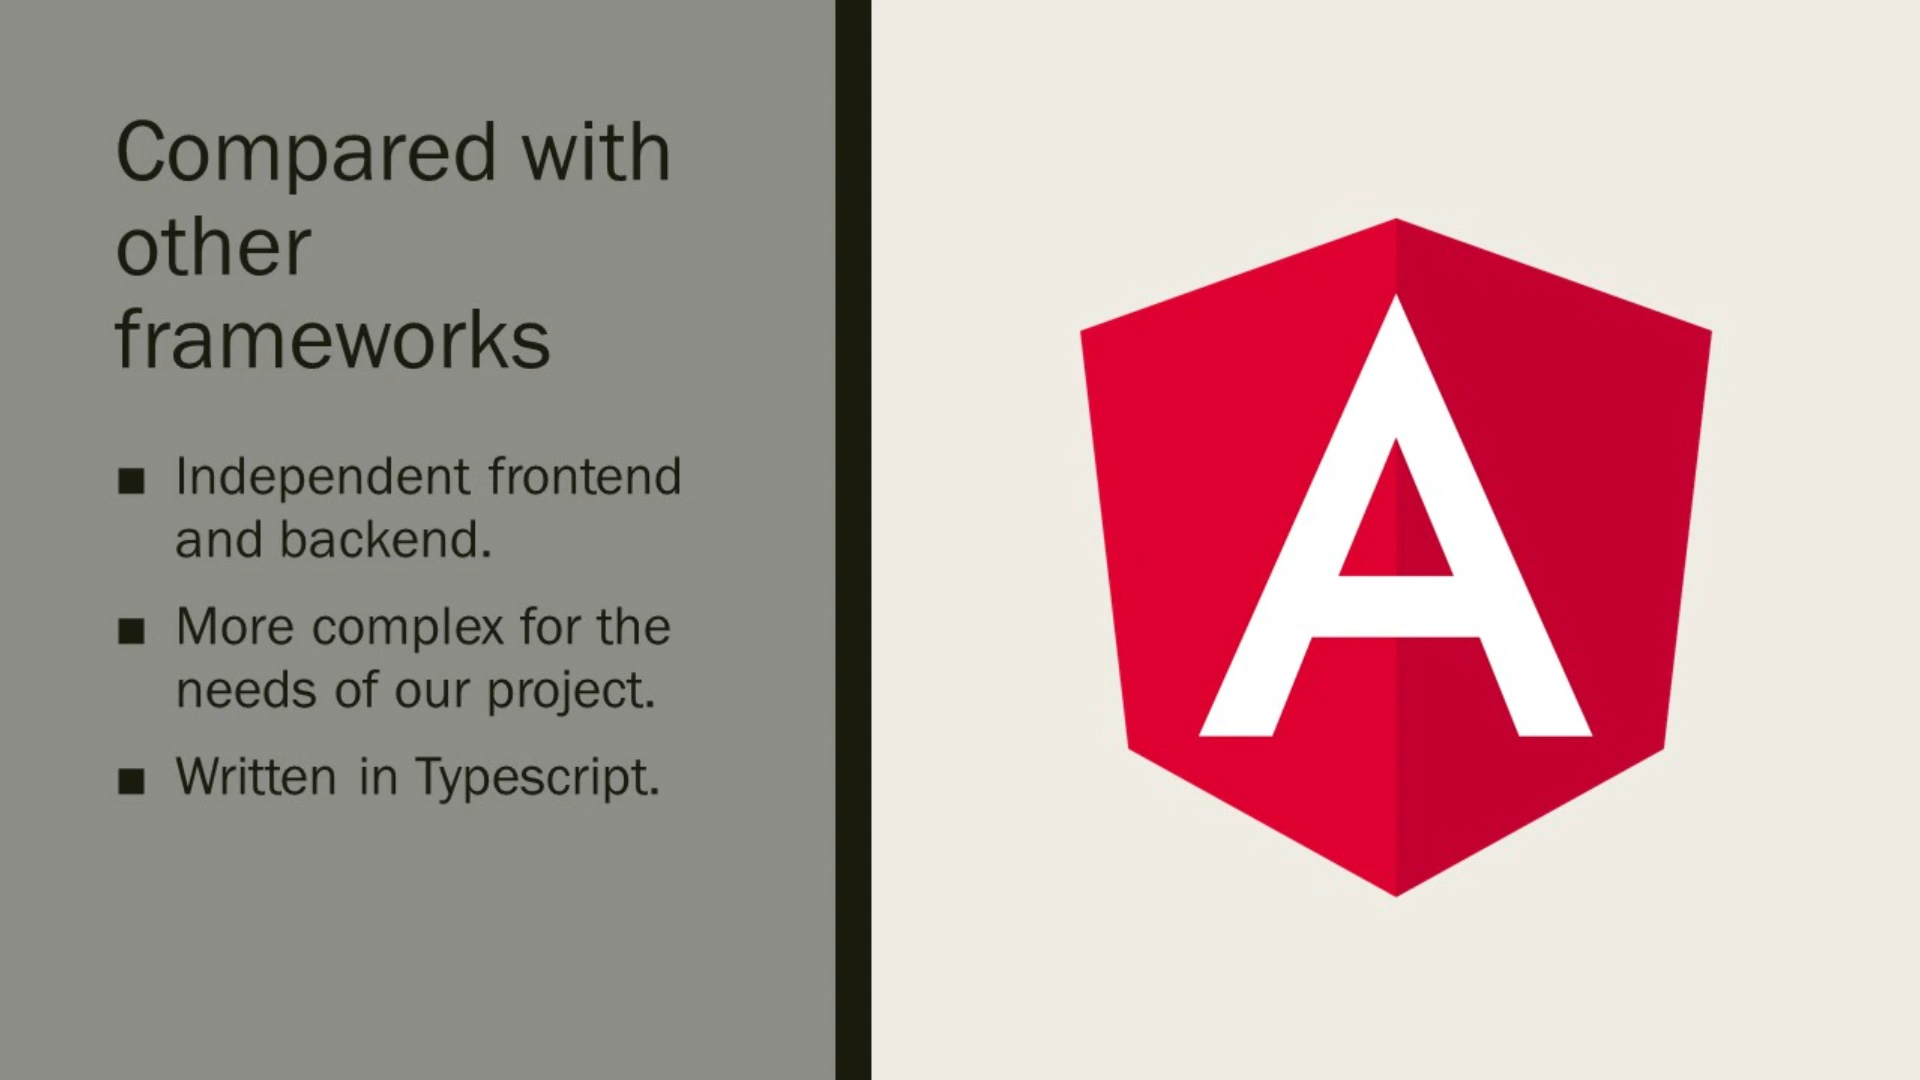 Compared with
other
frameworks
■ Independent frontend
and backend.
■ More complex for the
needs of our project.
■ Written in Typescript.
A